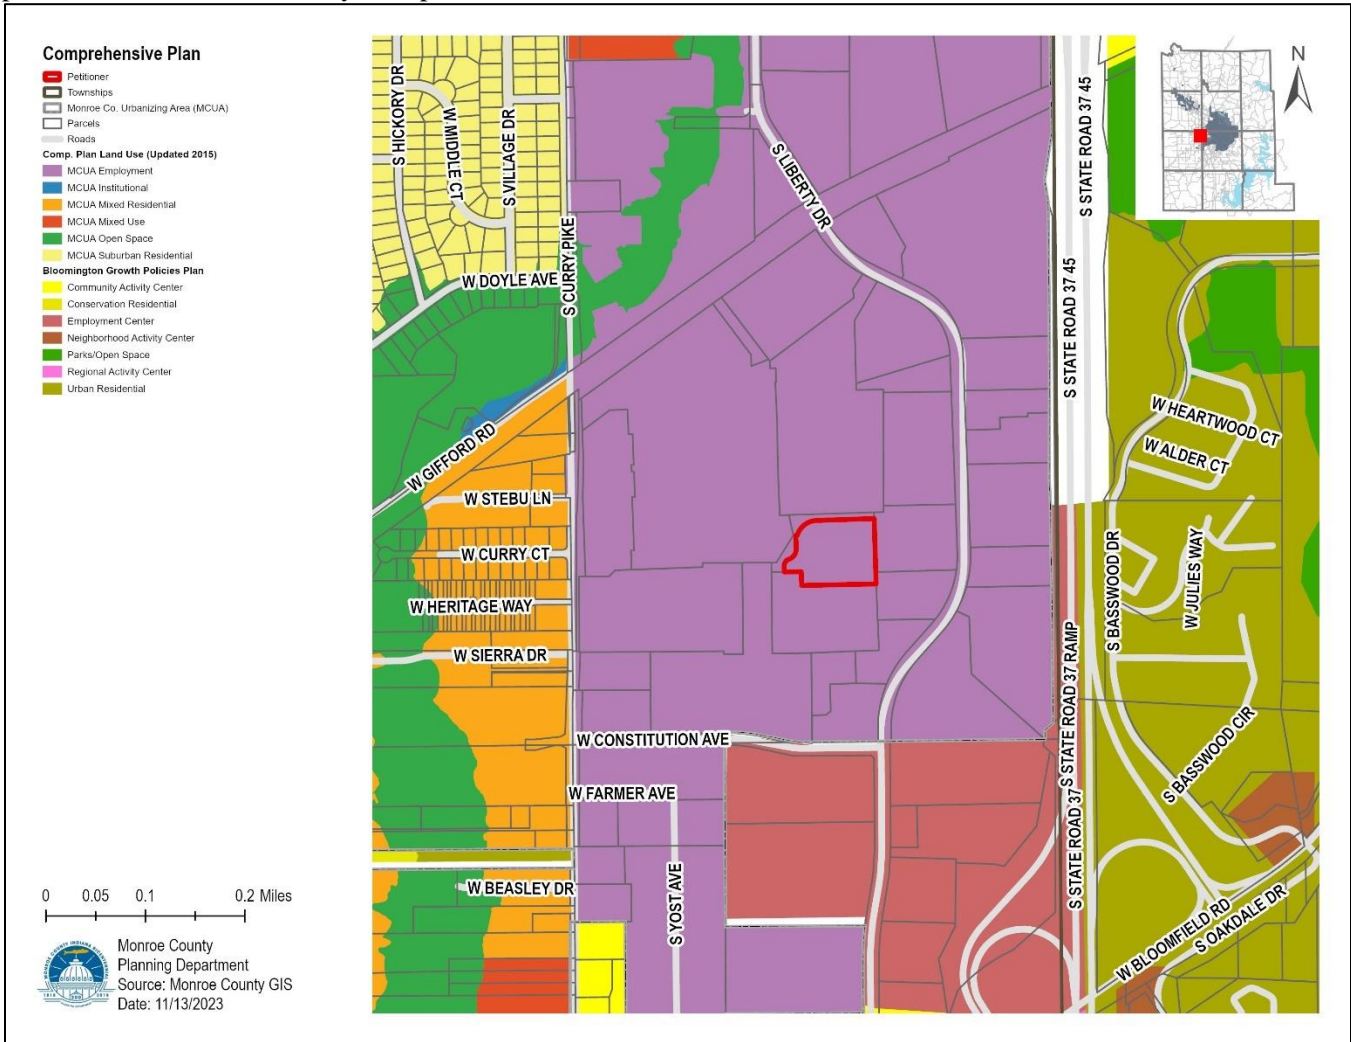 Comprehensive Plan
Petitioner
Townships
Monroe Co. Urbanizing Area (MCUA)
Parcels
Roads
Comp. Plan Land Use (Updated 2015)
MCUA Employment
MCUA Institutional
MCUA Mixed Residential
MCUA Mixed Use
MCUA Open Space
MCUA Suburban Residential
Bloomington Growth Policies Plan
Community Activity Center
Conservation Residential
Employment Center
Neighborhood Activity Center
Parks/Open Space
Regional Activity Center
Urban Residential
N
S HICKORY DR
W MIDDLE CT
S VILLAGE DR
S CURRY PIKE
W DOYLE AVE
S LIBERTY DR
S STATE ROAD 37 45
S STATE ROAD 37 45
W GIFFORD RD
W STEBU LN
W CURRY CT
W HERITAGE WAY
W SIERRA DR
W HEARTWOOD CT
W ALDER CT
S BASSWOOD DR
W JULIES WAY
S STATE ROAD 37 RAMP
S BASSWOOD CIR
W CONSTITUTION AVE
W FARMER AVE
S STATE ROAD 37
W BEASLEY DR
S YOST AVE
W BLOOMFIELD RD
S OAKDALE DR
0 0.05 0.1 0.2 Miles
Monroe County
Planning Department
Source: Monroe County GIS
Date: 11/13/2023